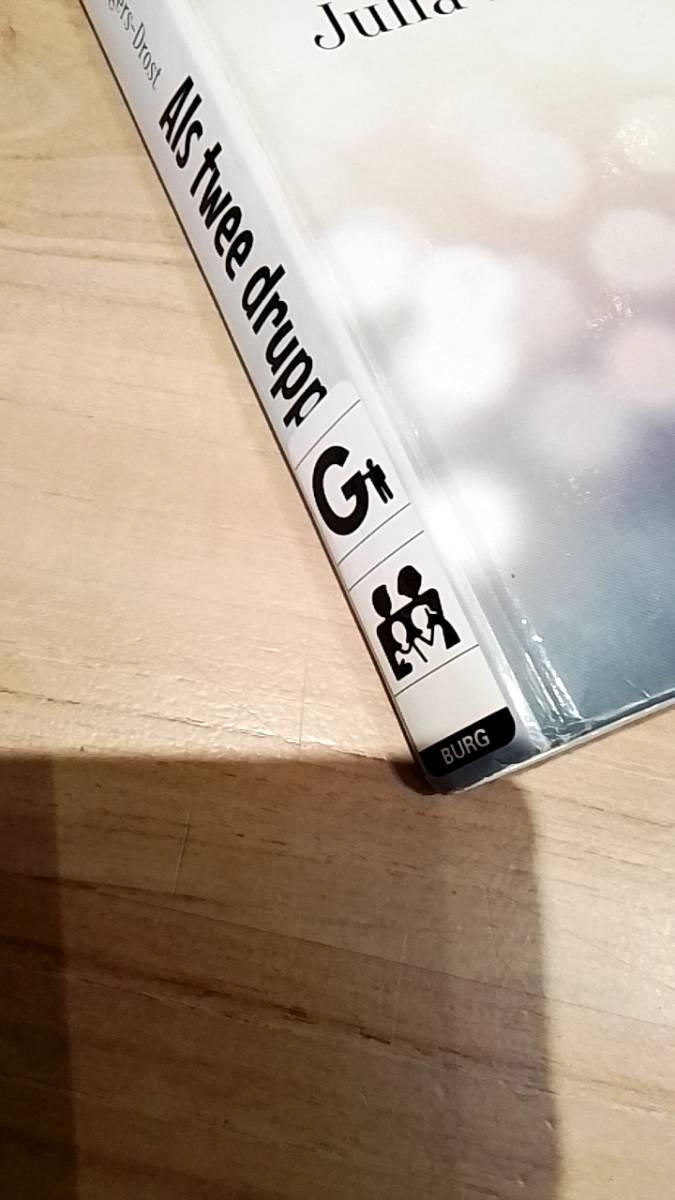 Julia
gers-Drost
Als twee drupp
G
BURG